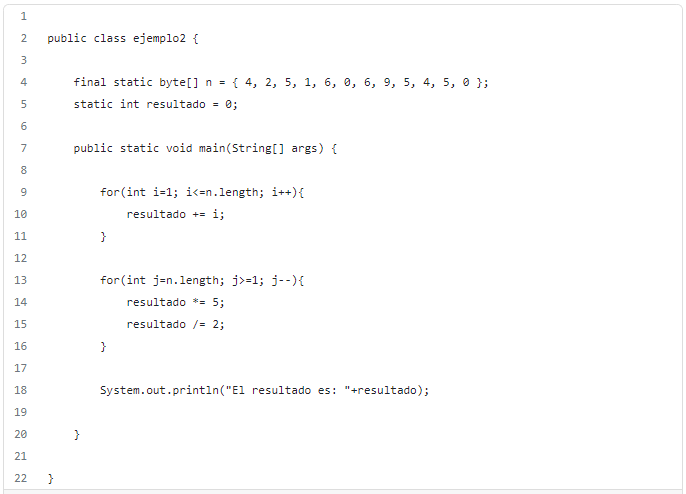 1
2 public class ejemplo2 {
3
4 final static byte[] n = { 4, 2, 5, 1, 6, 0, 6, 9, 5, 4, 5, 0 };
5 static int resultado = 0;
6
7 public static void main(String[] args) {
8
9 for(int i=1; i<=n.length; i++){
10 resultado += i;
11 }
12
13 for(int j=n.length; j>=1; j--){
14 resultado *= 5;
15 resultado /= 2;
16 }
17
18 System.out.println("El resultado es: "+resultado);
19
20 }
21
22 }